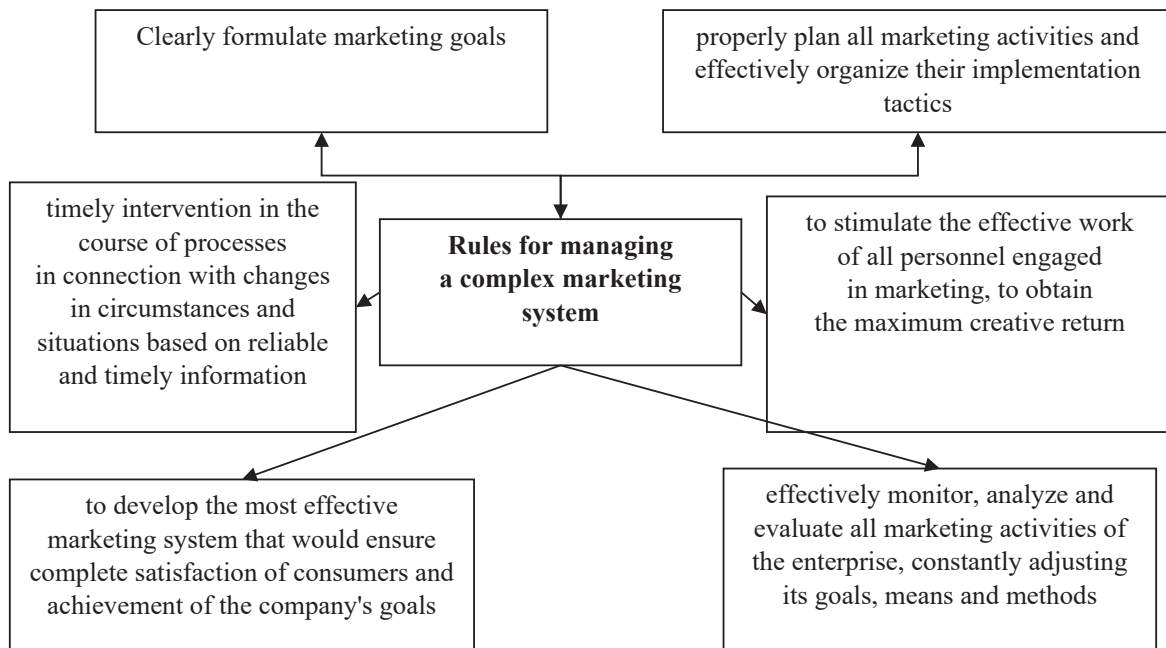 Clearly formulate marketing goals
properly plan all marketing activities and
effectively organize their implementation
tactics
timely intervention in the
course of processes
in connection with changes
in circumstances and
situations based on reliable
and timely information
Rules for managing
a complex marketing
system
to stimulate the effective work
of all personnel engaged
in marketing, to obtain
the maximum creative return
to develop the most effective
marketing system that would ensure
complete satisfaction of consumers and
achievement of the company's goals
effectively monitor, analyze and
evaluate all marketing activities of
the enterprise, constantly adjusting
its goals, means and methods